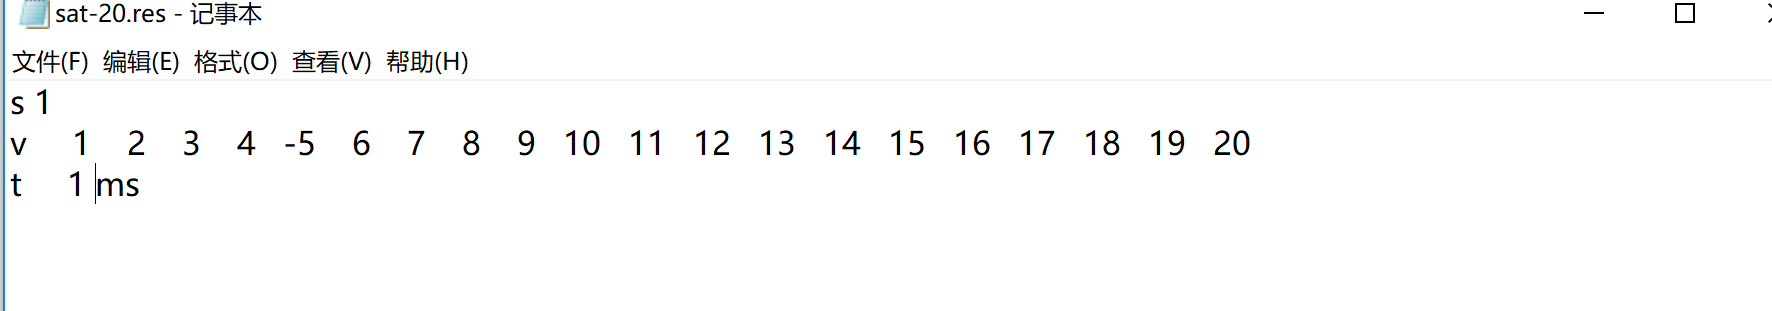 sat-20.res - 记事本
文件(F) 编辑(E) 格式(O) 查看(V) 帮助(H)
s 1
v 1 2 3 4 -5 6 7 8 9 10 11 12 13 14 15 16 17 18 19 20
t 1 ms